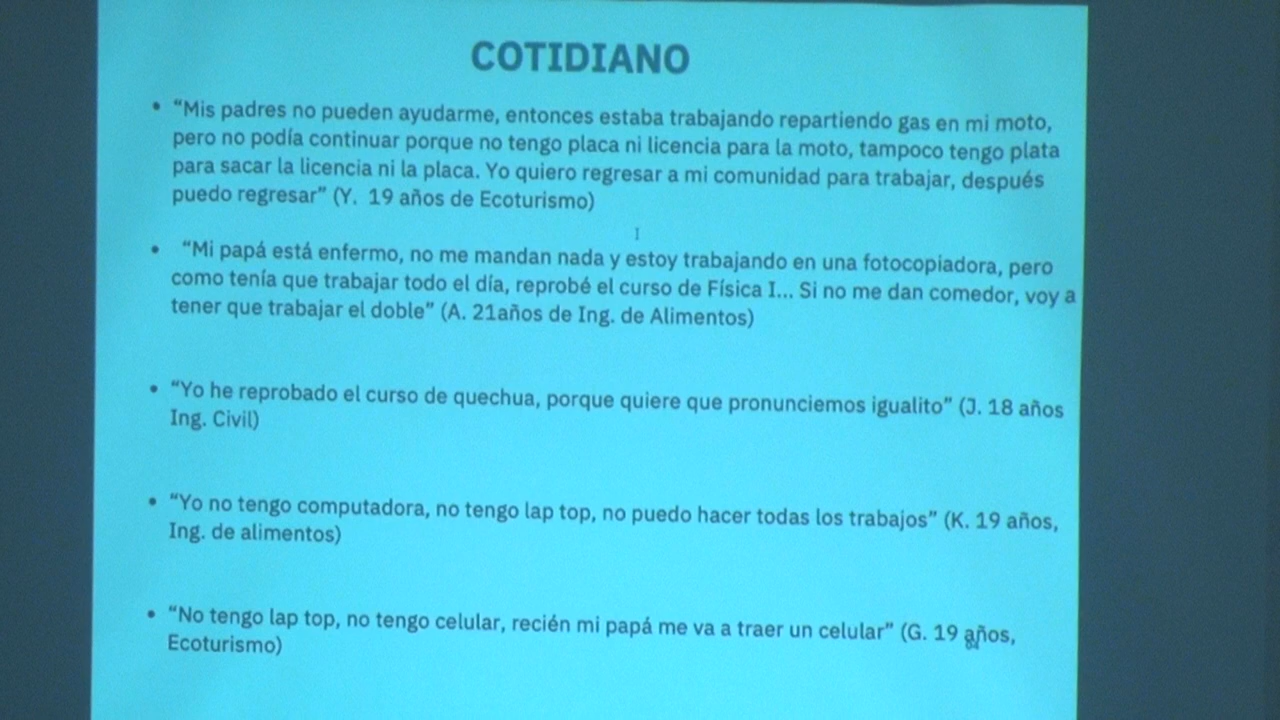 COTIDIANO
• “Mis padres no pueden ayudarme, entonces estaba trabajando repartiendo gas en mi moto,
pero no podía continuar porque no tengo placa ni licencia para la moto, tampoco tengo plata
para sacar la licencia ni la placa. Yo quiero regresar a mi comunidad para trabajar, después
puedo regresar” (Y. 19 años de Ecoturismo)
• “Mi papá está enfermo, no me mandan nada y estoy trabajando en una fotocopiadora, pero
como tenía que trabajar todo el día, reprobé el curso de Física I... Si no me dan comedor, voy a
tener que trabajar el doble” (A. 21años de Ing. de Alimentos)
• “Yo he reprobado el curso de quechua, porque quiere que pronunciemos igualito” (J. 18 años
Ing. Civil)
• “Yo no tengo computadora, no tengo lap top, no puedo hacer todas los trabajos” (K. 19 años,
Ing. de alimentos)
• “No tengo lap top, no tengo celular, recién mi papá me va a traer un celular” (G. 19 años,
Ecoturismo)